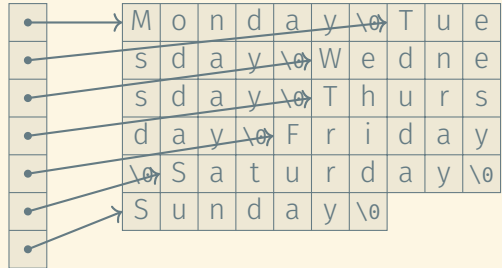 M o n d a y \0 T u e
s d a y \0 W e d n e
s d a y \0 T h u r s
d a y \0 F r i d a y
\0 S a t u r d a y \0
S u n d a y \0